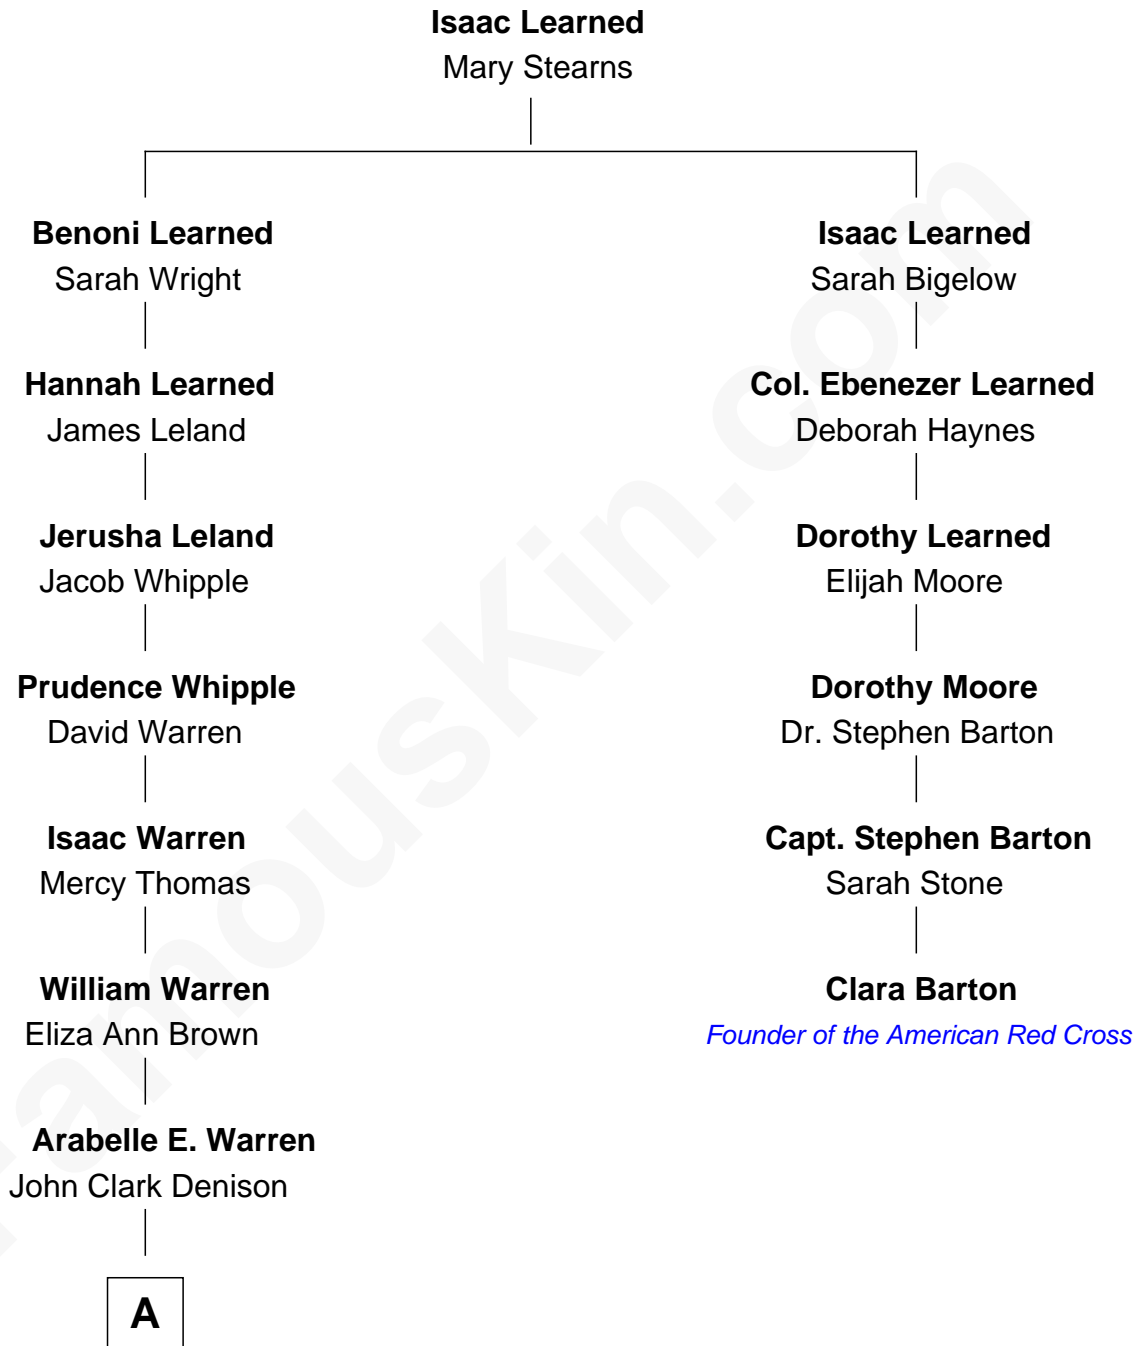 Isaac Learned
Mary Stearns
Benoni Learned
Sarah Wright
Isaac Learned
Sarah Bigelow
Hannah Learned
James Leland
Col. Ebenezer Learned
Deborah Haynes
Jerusha Leland
Jacob Whipple
Dorothy Learned
Elijah Moore
Prudence Whipple
David Warren
Dorothy Moore
Dr. Stephen Barton
Isaac Warren
Mercy Thomas
Capt. Stephen Barton
Sarah Stone
William Warren
Eliza Ann Brown
Clara Barton
Founder of the American Red Cross
Arabelle E. Warren
John Clark Denison
A
FamousKin.com